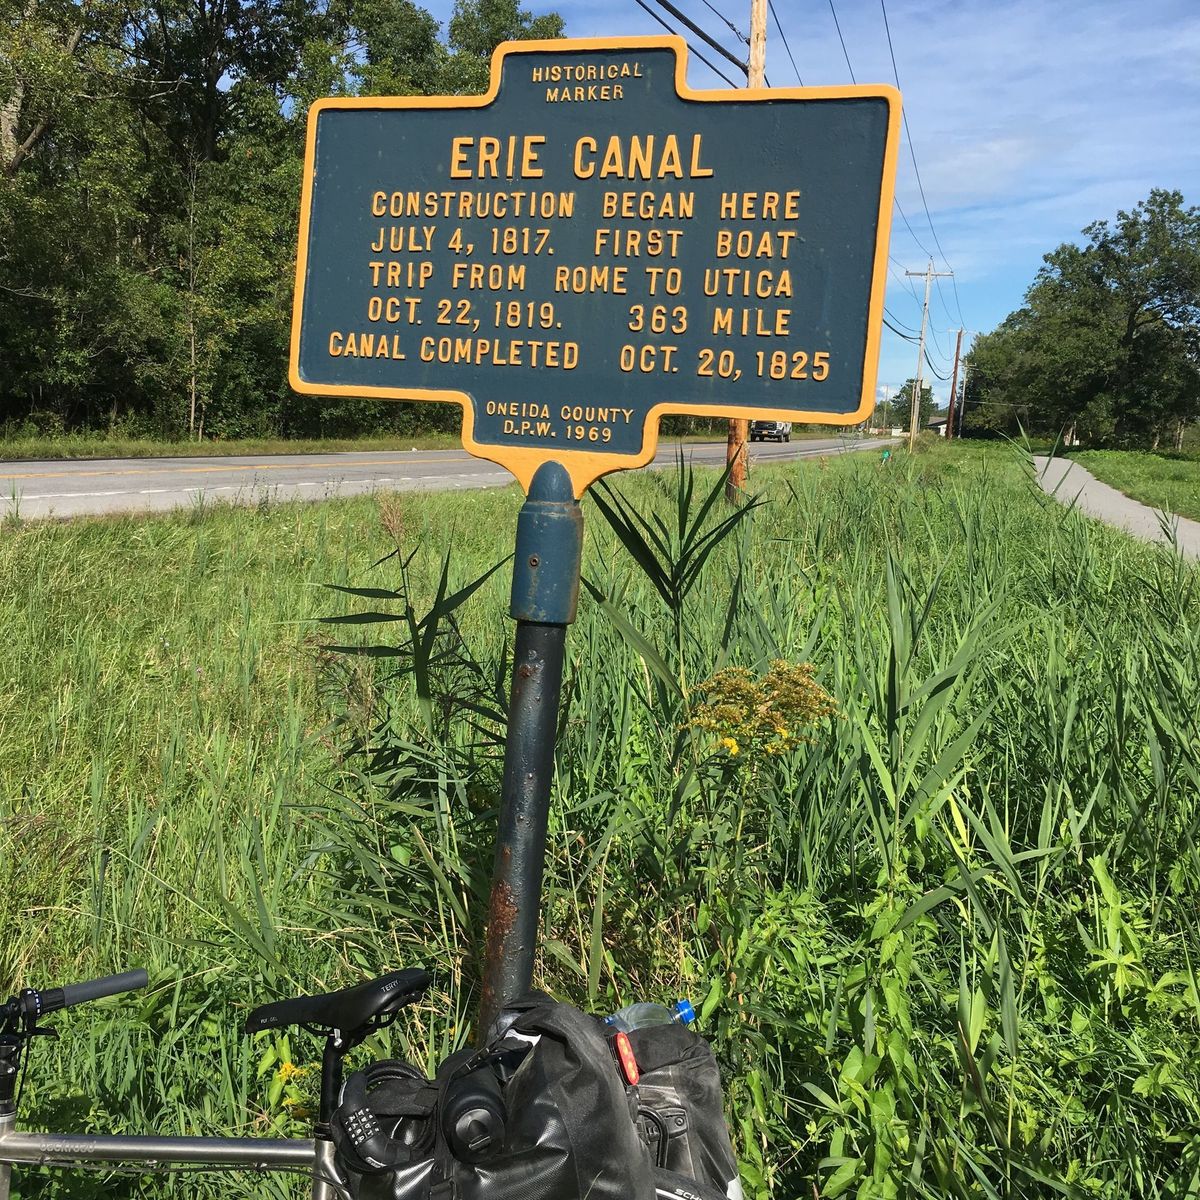 HISTORICAL
MARKER
ERIE CANAL
CONSTRUCTION BEGAN HERE
JULY 4, 1817. FIRST BOAT
TRIP FROM ROME TO UTICA
OCT. 22, 1819. 363 MILE
CANAL COMPLETED OCT. 20, 1825
ONEIDA COUNTY
D.P.W. 1969
TERRY